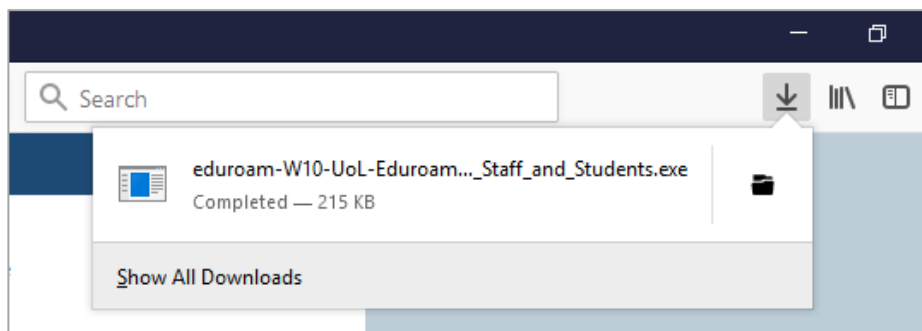 Search
eduroam-W10-UoL-Eduroam..._Staff_and_Students.exe
Completed — 215 KB
Show All Downloads